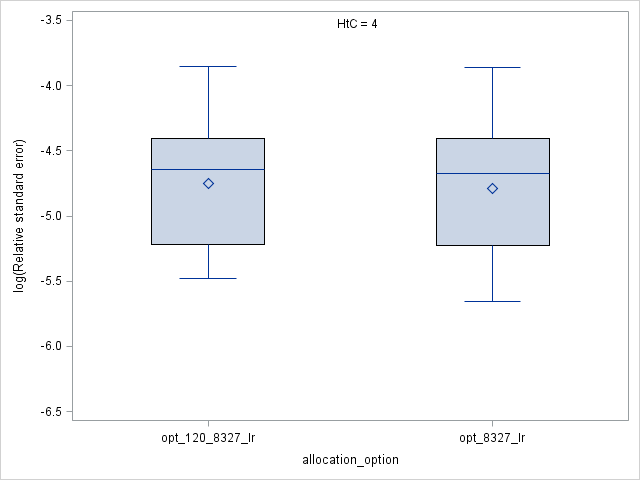 HtC = 4
-3.5
-4.0
-4.5
-5.0
-5.5
-6.0
-6.5
log(Relative standard error)
opt_120_8327_lr opt_8327_lr
allocation_option